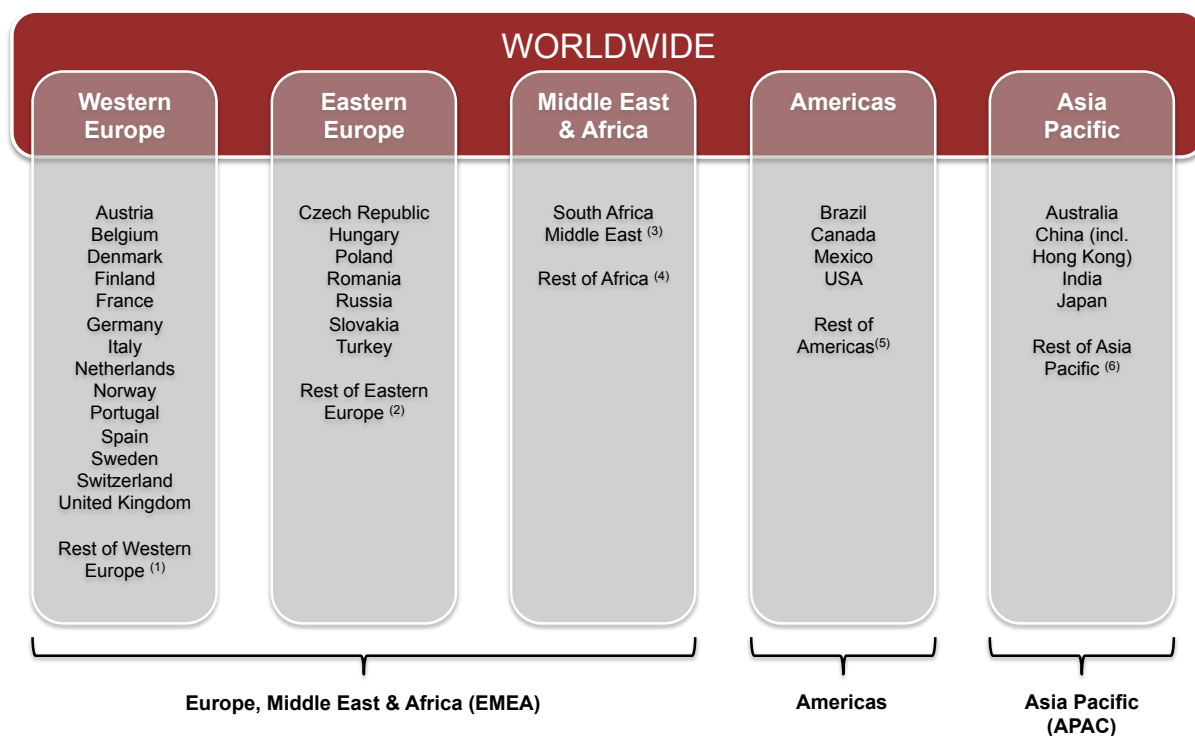 WORLDWIDE
Western
Europe
Austria
Belgium
Denmark
Finland
France
Germany
Italy
Netherlands
Norway
Portugal
Spain
Sweden
Switzerland
United Kingdom
Rest of Western
Europe (1)
Eastern
Europe
Czech Republic
Hungary
Poland
Romania
Russia
Slovakia
Turkey
Rest of Eastern
Europe (2)
Middle East
& Africa
South Africa
Middle East (3)
Rest of Africa (4)
Americas
Brazil
Canada
Mexico
USA
Rest of
Americas(5)
Asia
Pacific
Australia
China (incl.
Hong Kong)
India
Japan
Rest of Asia
Pacific (6)
Europe, Middle East & Africa (EMEA)
Americas
Asia Pacific
(APAC)